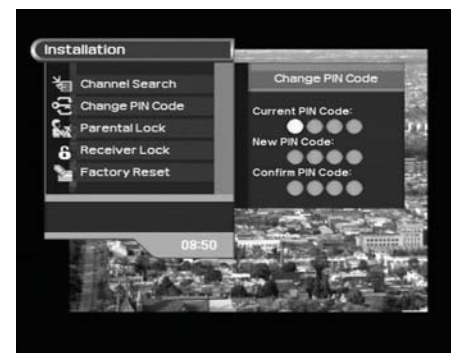 Installation
Channel Search
Change PIN Code
Parental Lock
Receiver Lock
Factory Reset
08:50
Change PIN Code
Current PIN Code:
New PIN Code:
Confirm PIN Code: